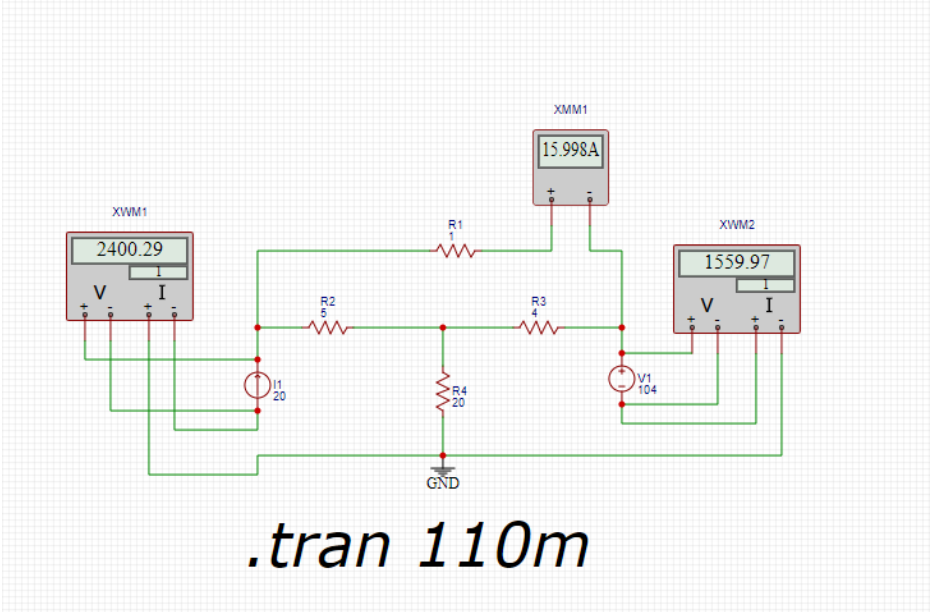 XMM1
15.998A
+ -
XWM1
2400.29
1
V I
+ - + -
R1
1
XWM2
1559.97
1
V I
+ - + -
R2
5
R3
4
I1
20
R4
20
+
-
V1
104
GND
.tran 110m